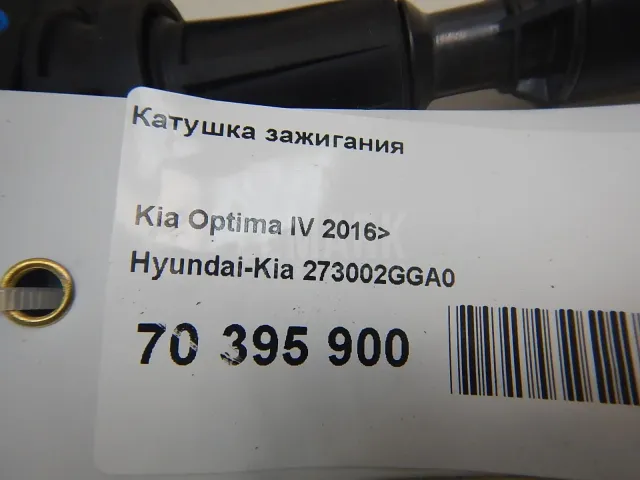 Катушка зажигания
Kia Optima IV 2016>
Hyundai-Kia 273002GGA0
70 395 900